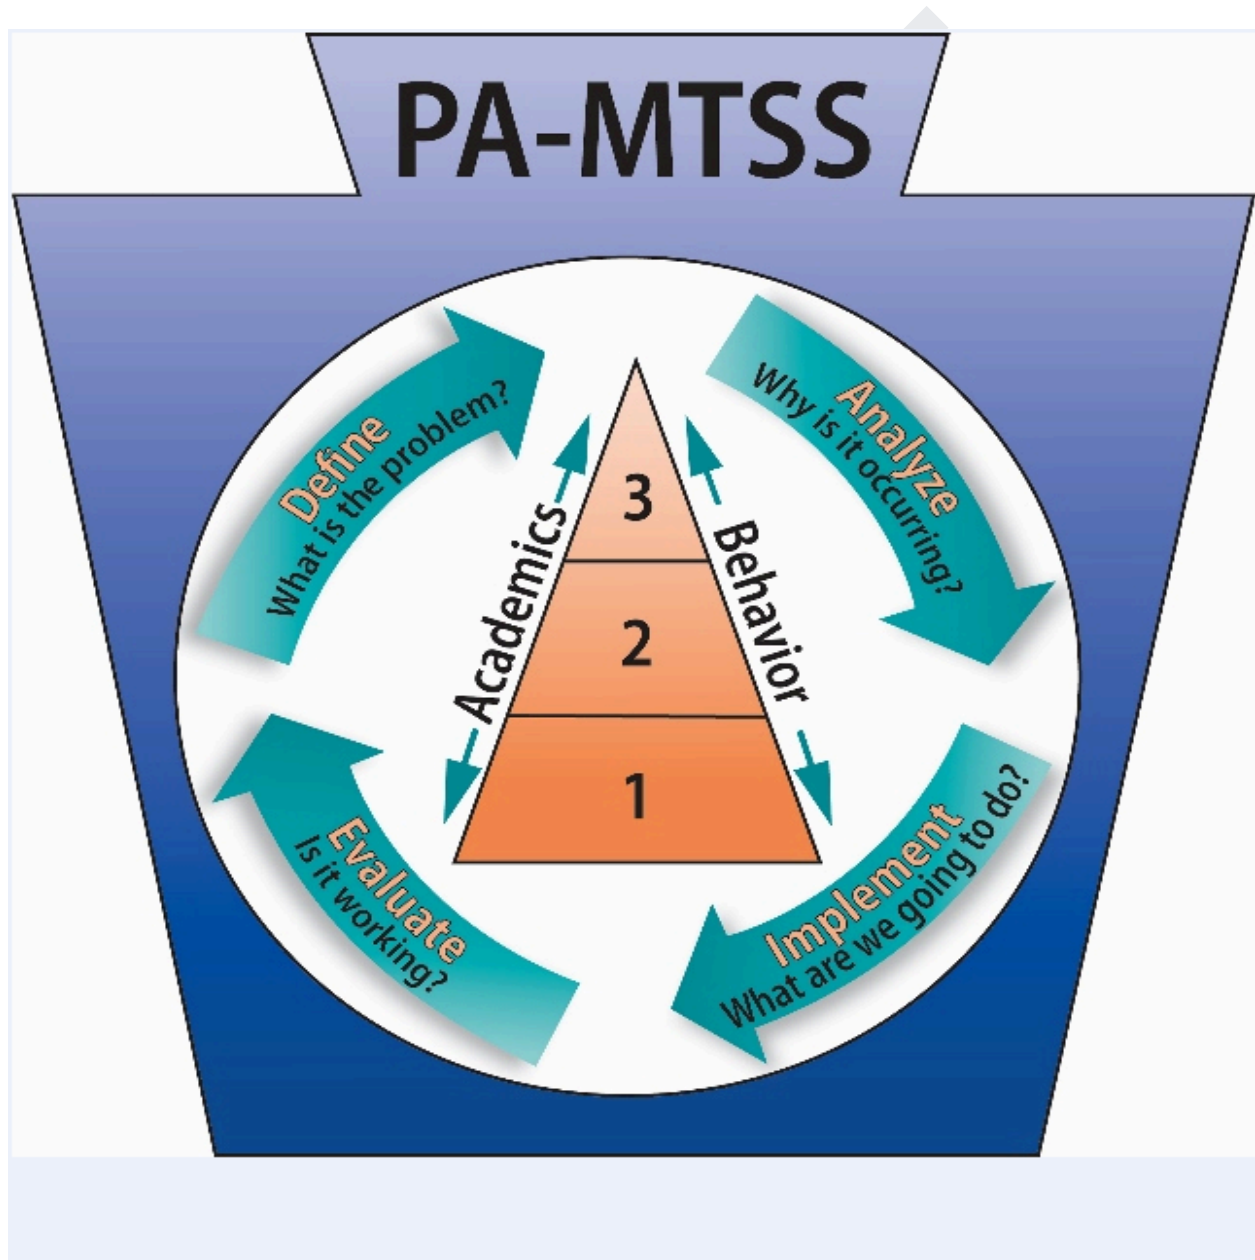 PA-MTSS
Define
What is the problem?
Analyze
Why is it occurring?
Academics
Behavior
3
2
1
Evaluate
Is it working?
Implement
What are we going to do?